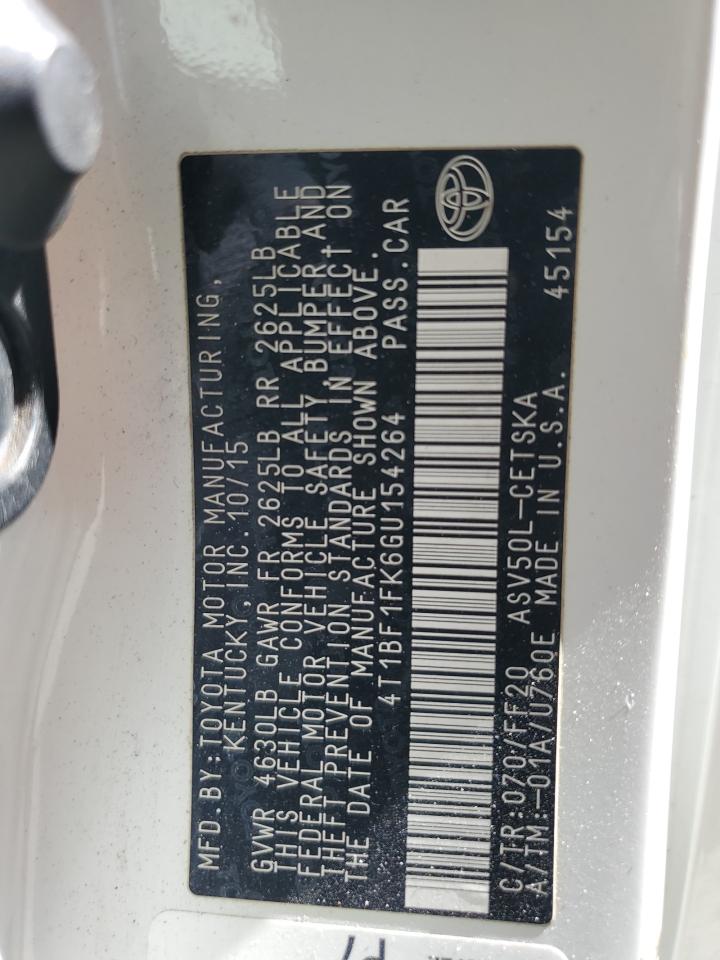 MFD.BY:TOYOTA MOTOR MANUFACTURING,
KENTUCKY, INC. 10/15
GVWR 4630LB GAWR FR 2625LB RR 2625LB
THIS VEHICLE CONFORMS TO ALL APPLICABLE
FEDERAL MOTOR VEHICLE SAFETY,BUMPER AND
THEFT PREVENTION STANDARDS IN EFFECT ON
THE DATE OF MANUFACTURE SHOWN ABOVE.
4T1BF1FK6GU154264 PASS.CAR
C/TR:070/FF20 ASV50L-CETSKA
A/TM:-01A/U760E MADE IN U.S.A. 45154